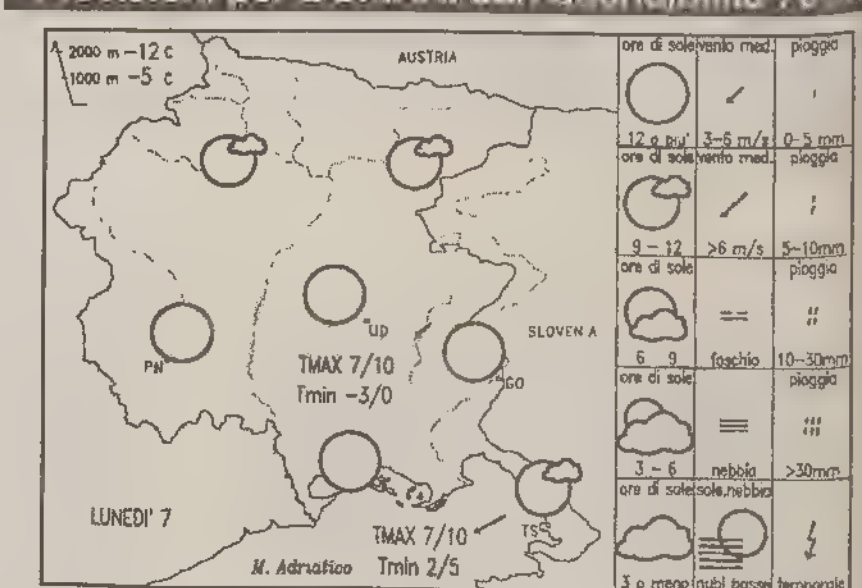 2000 m -12 C
1000 m -5 C
AUSTRIA
PN
UD
GO
TS
TMAX 7/10
Tmin -3/0
SLOVEN A
LUNEDI' 7
M. Adriatico
TMAX 7/10
Tmin 2/5
ore di sole vento med. pioggia
12 o piu' 3-6 m/s 0-5 mm
ore di sole vento med. pioggia
9 - 12 >6 m/s 5-10mm
ore di sole pioggia
6 9 foschia 10-30mm
ore di sole pioggia
3 - 6 nebbia >30mm
ore di sole sole,nebbia
3 o meno nubi basse temporale